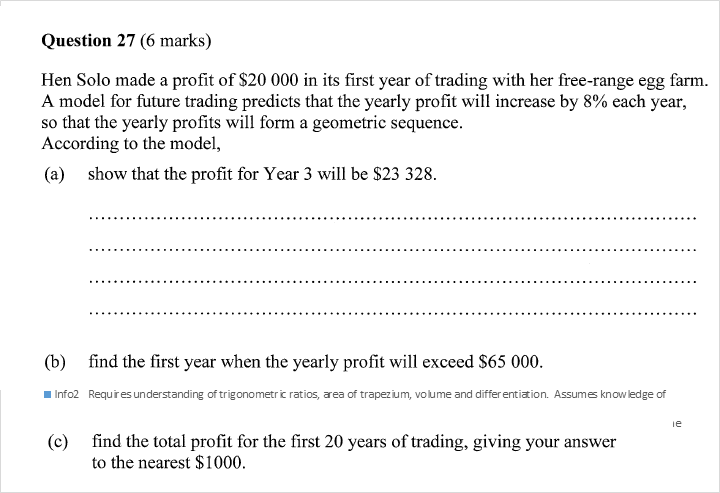 Question 27 (6 marks)
Hen Solo made a profit of $20 000 in its first year of trading with her free-range egg farm.
A model for future trading predicts that the yearly profit will increase by 8% each year,
so that the yearly profits will form a geometric sequence.
According to the model,
(a) show that the profit for Year 3 will be $23 328.
(b) find the first year when the yearly profit will exceed $65 000.
Info2 Requires understanding of trigonometric ratios, area of trapezium, volume and differentiation. Assumes knowledge of
(c) find the total profit for the first 20 years of trading, giving your answer
to the nearest $1000.